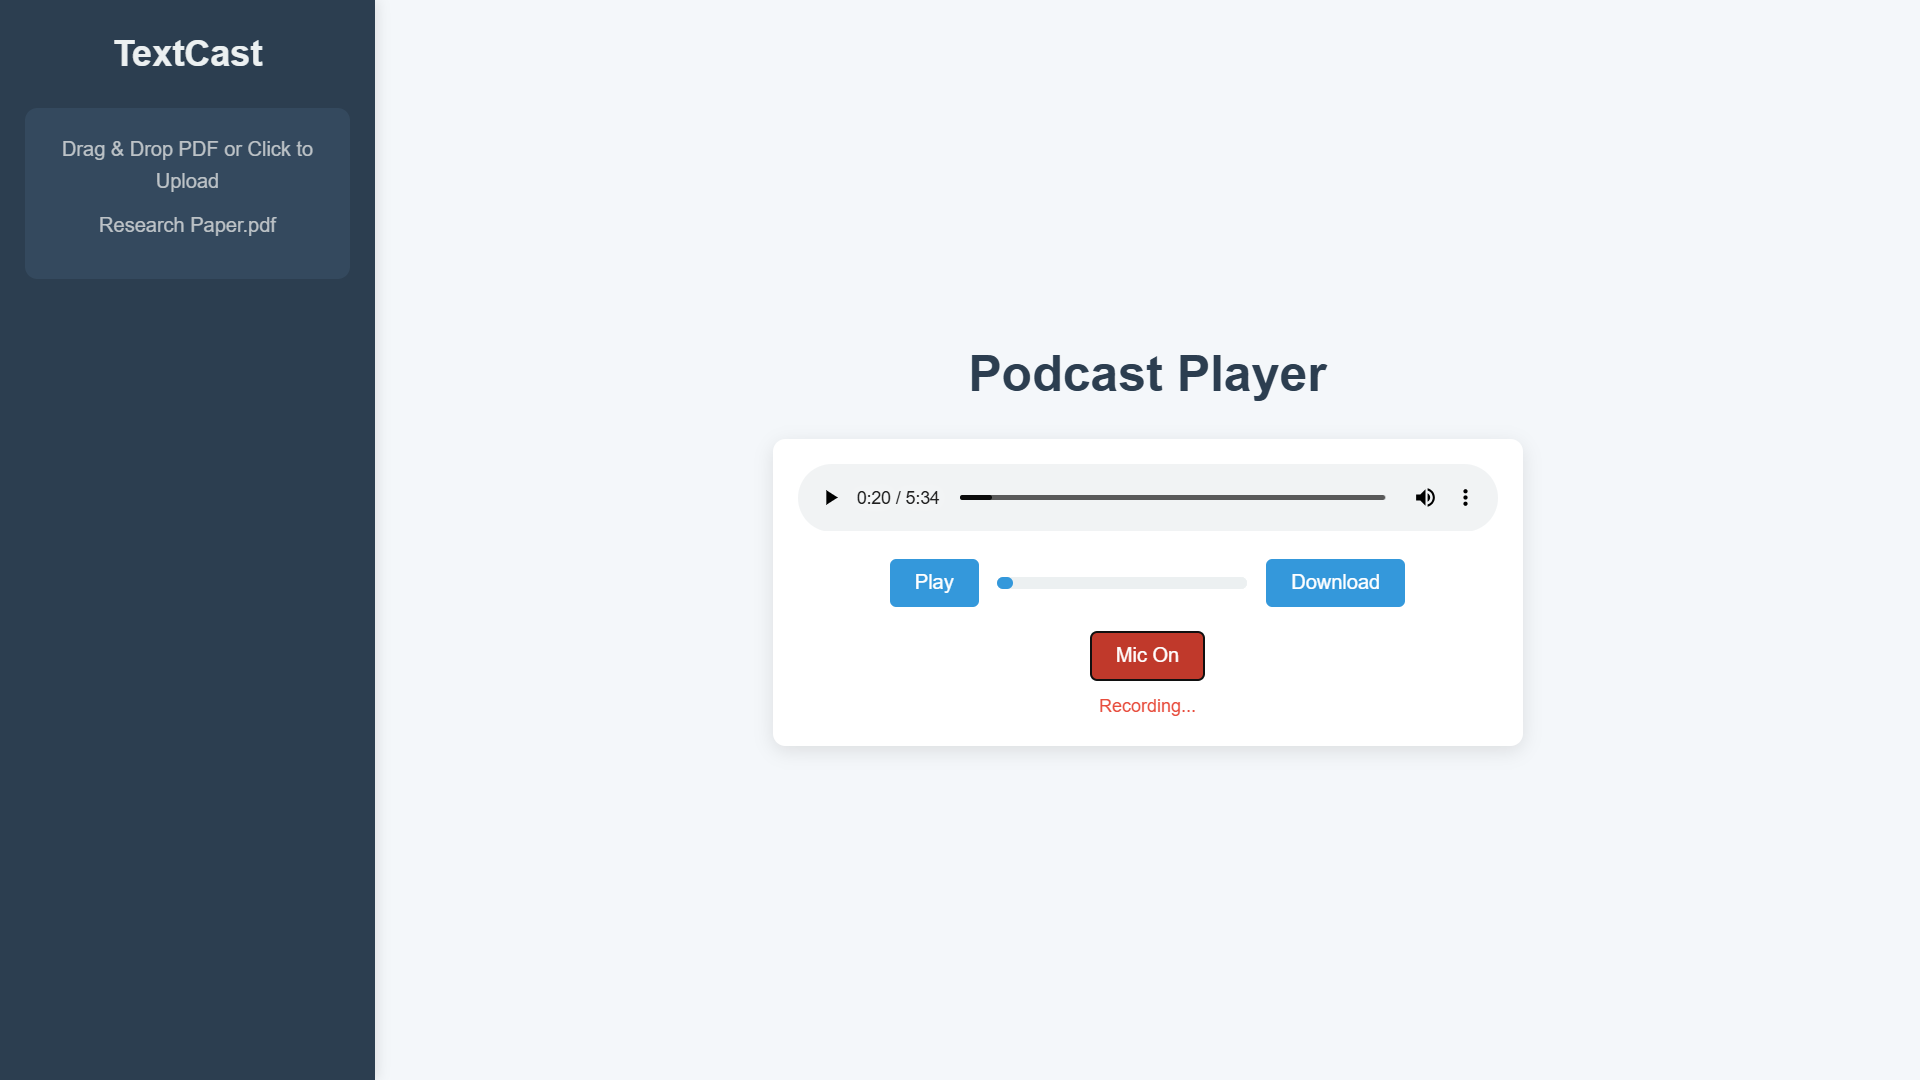 TextCast
Drag & Drop PDF or Click to
Upload
Research Paper.pdf
Podcast Player
0:20 / 5:34
Play
Download
Mic On
Recording...